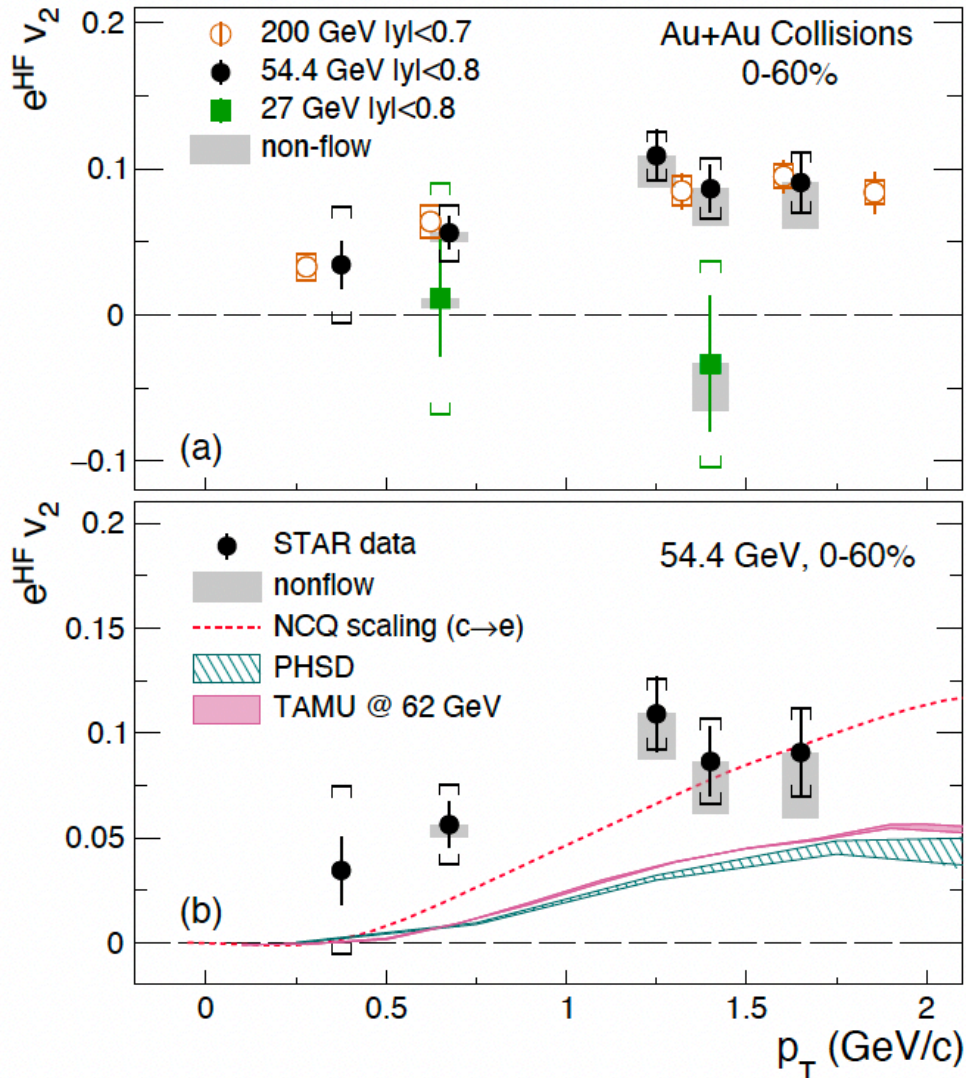 0.2
0.1
0
−0.1
e^HF v_2
200 GeV |y|<0.7
54.4 GeV |y|<0.8
27 GeV |y|<0.8
non-flow
Au+Au Collisions
0-60%
(a)
0.2
0.15
0.1
0.05
0
e^HF v_2
STAR data
nonflow
NCQ scaling (c→e)
PHSD
TAMU @ 62 GeV
54.4 GeV, 0-60%
(b)
0 0.5 1 1.5 2
p_T (GeV/c)